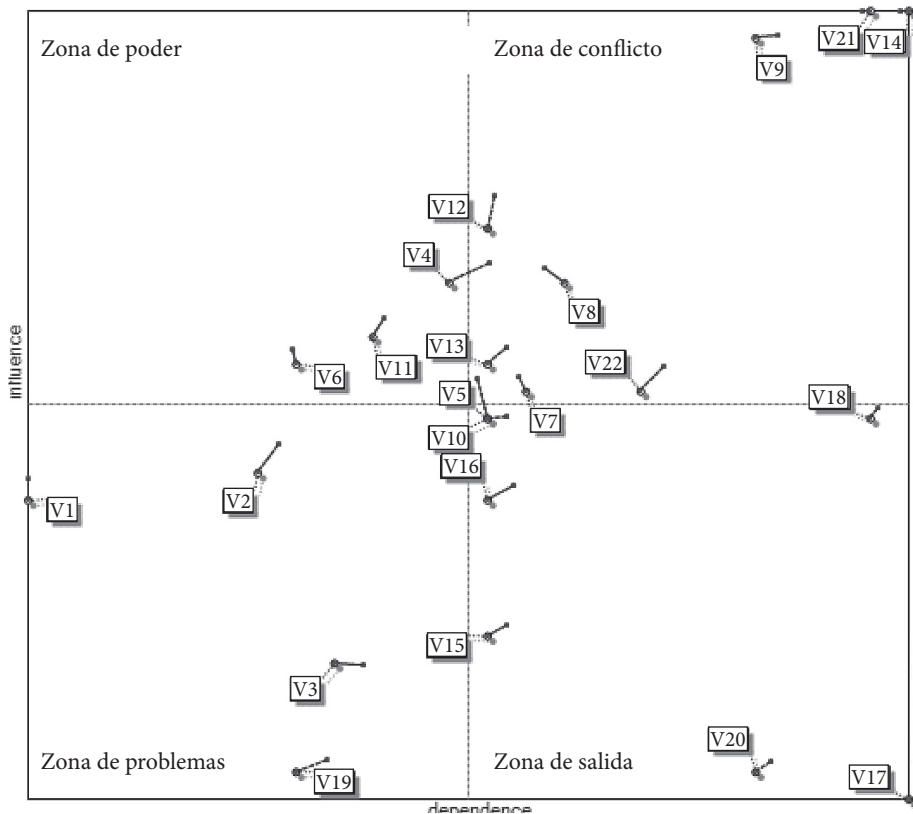 Zona de poder
Zona de conflicto
V21
V14
V9
V12
V4
V8
V13
V11
V6
V22
V5
V18
V7
V10
V16
V2
V1
V15
V3
V20
Zona de problemas
Zona de salida
V19
V17
influence
dependence